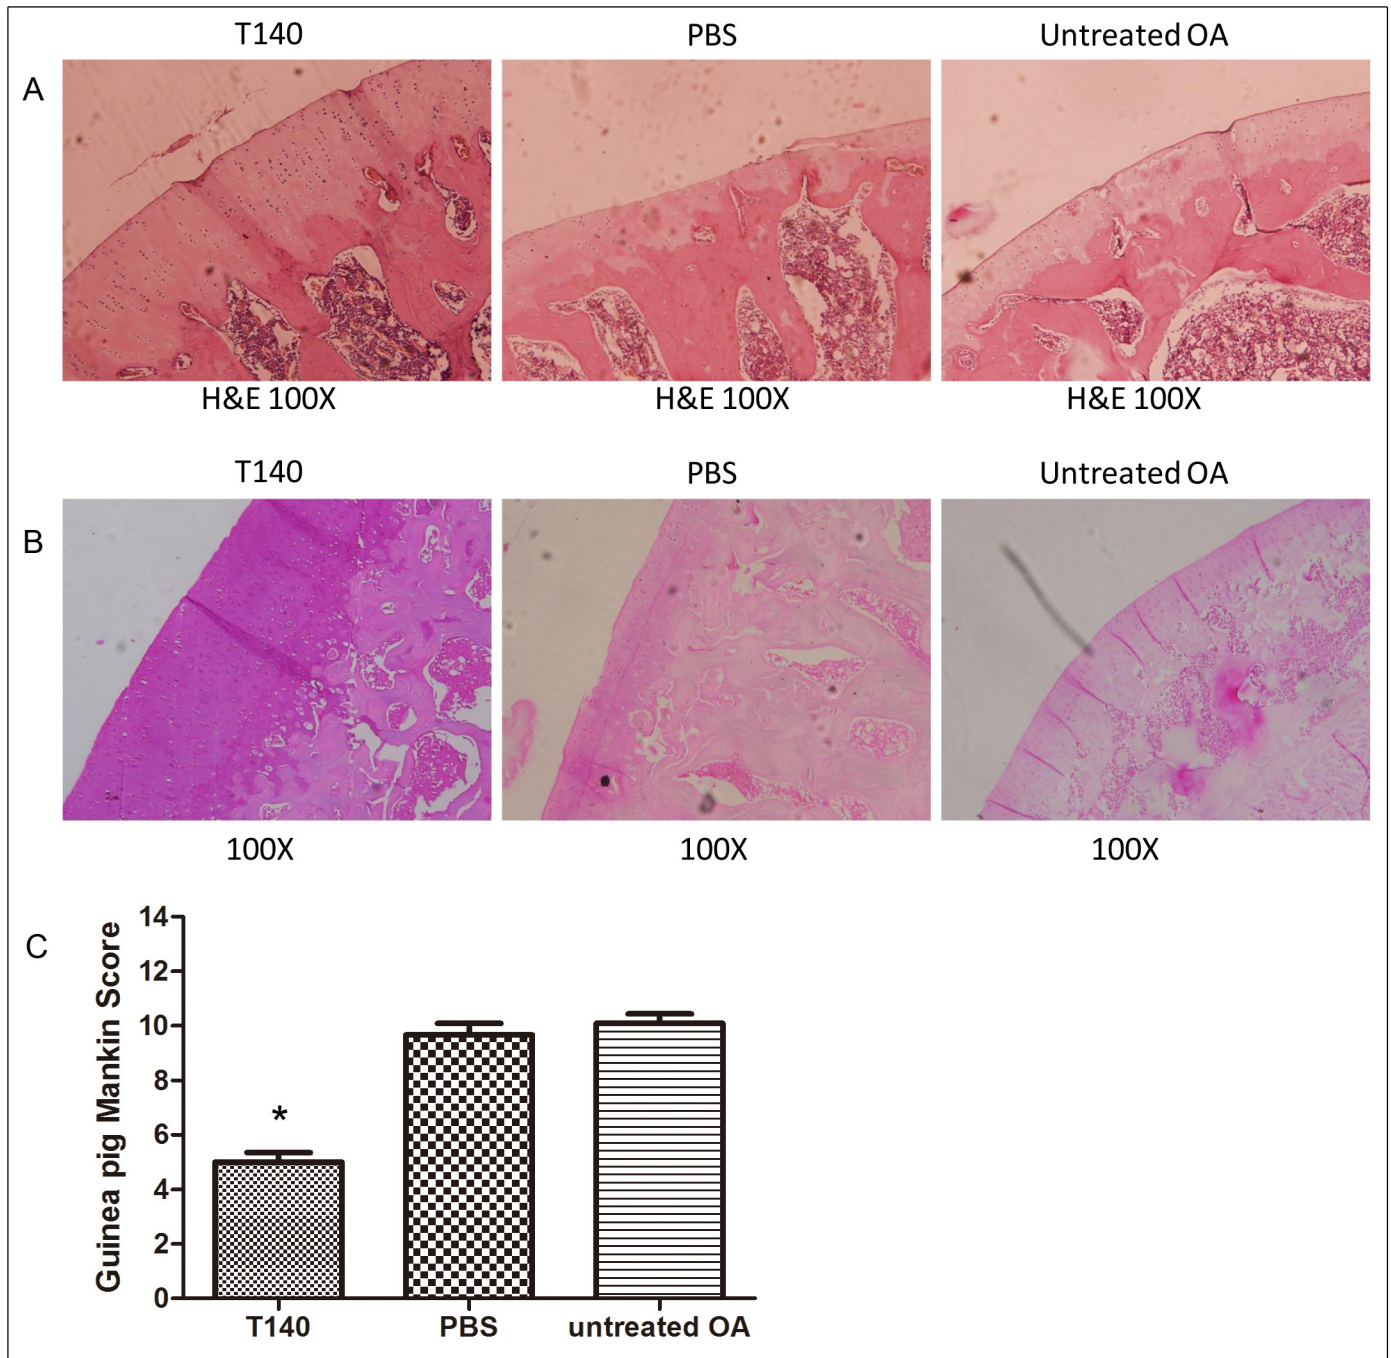 T140 PBS Untreated OA
A
H&E 100X H&E 100X H&E 100X
T140 PBS Untreated OA
B
100X 100X 100X
C
Guinea pig Mankin Score
14
12
10
8
6
4
2
0
*
T140 PBS untreated OA